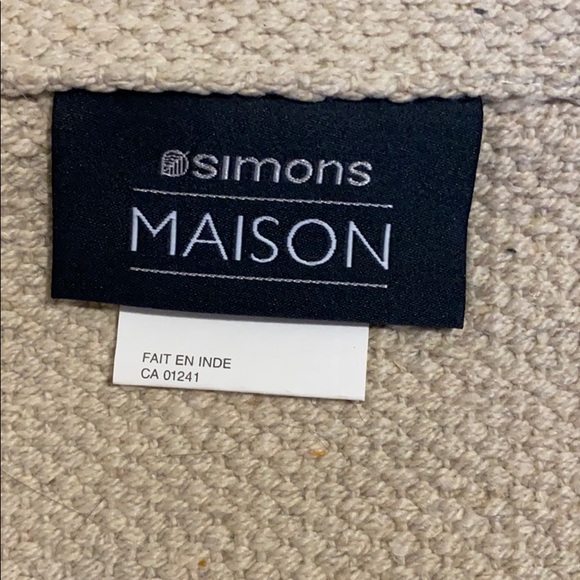 simons
MAISON
FAIT EN INDE
CA 01241